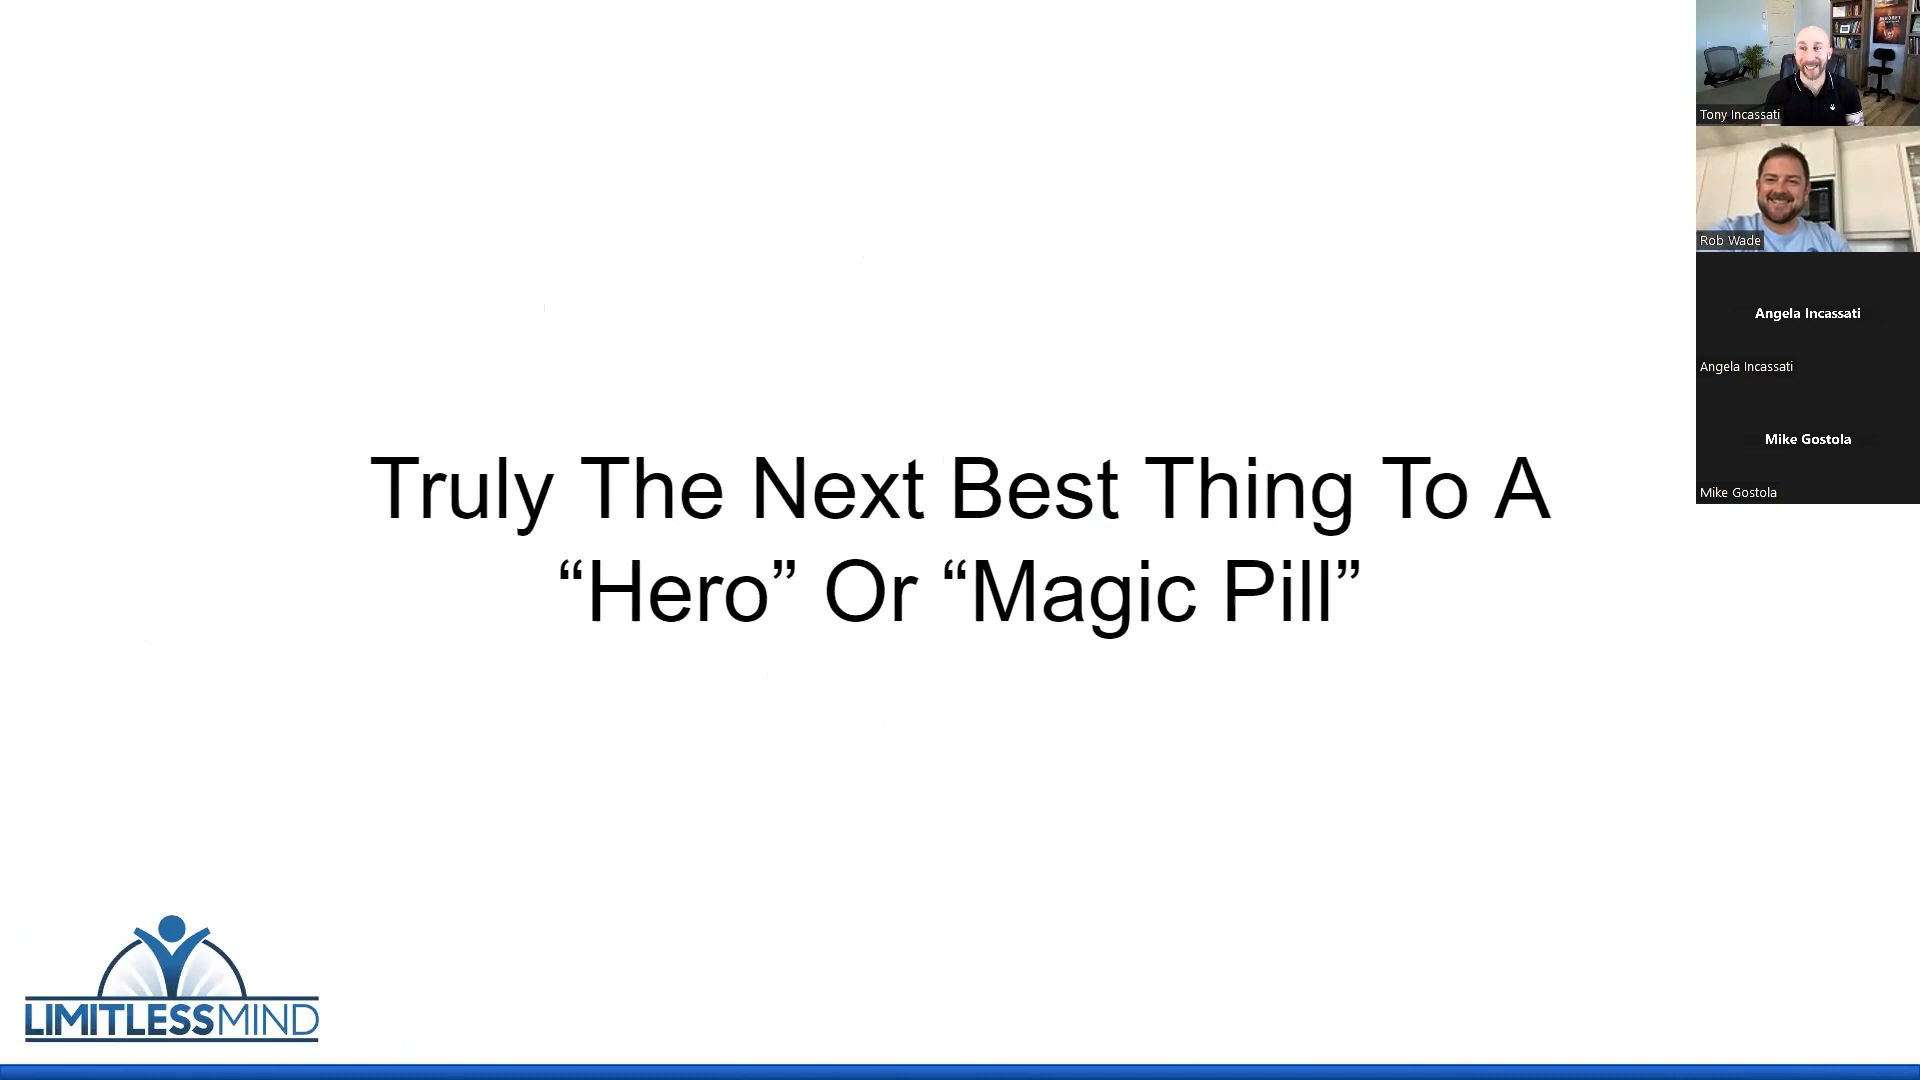 Truly The Next Best Thing To A
“Hero” Or “Magic Pill”
LIMITLESSMIND
Tony Incassati
Rob Wade
Angela Incassati
Angela Incassati
Mike Gostola
Mike Gostola